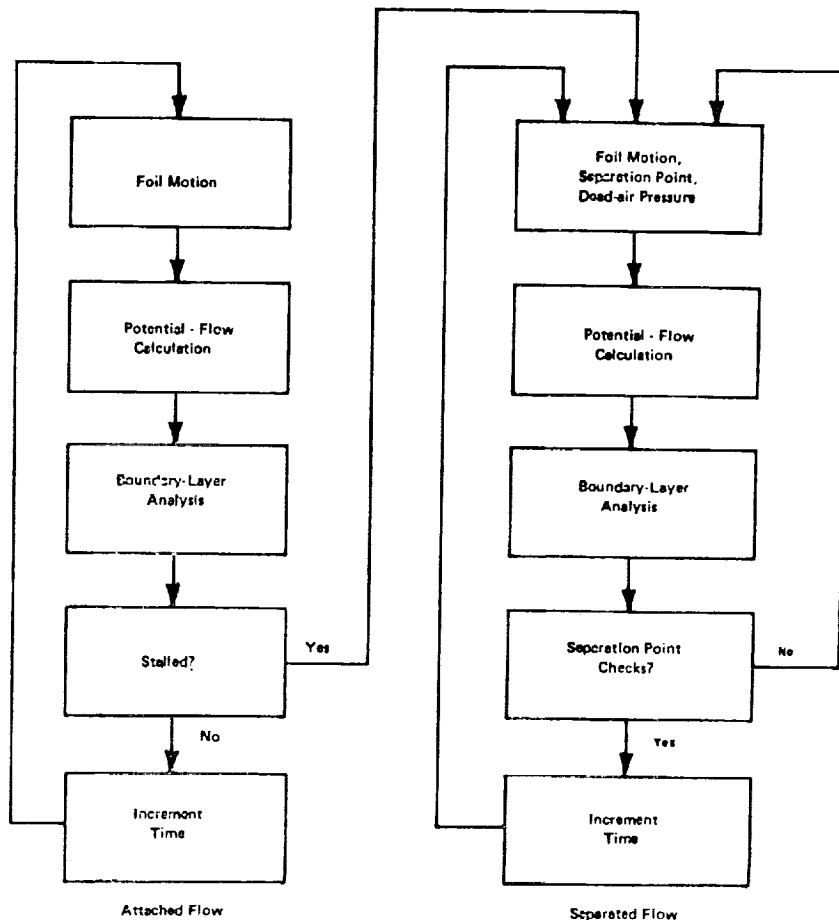 Foil Motion
Potential - Flow
Calculation
Boundary-Layer
Analysis
Stalled?
Yes
No
Increment
Time
Attached Flow
Foil Motion,
Separation Point,
Dead-air Pressure
Potential - Flow
Calculation
Boundary-Layer
Analysis
Separation Point
Checks?
No
Yes
Increment
Time
Separated Flow